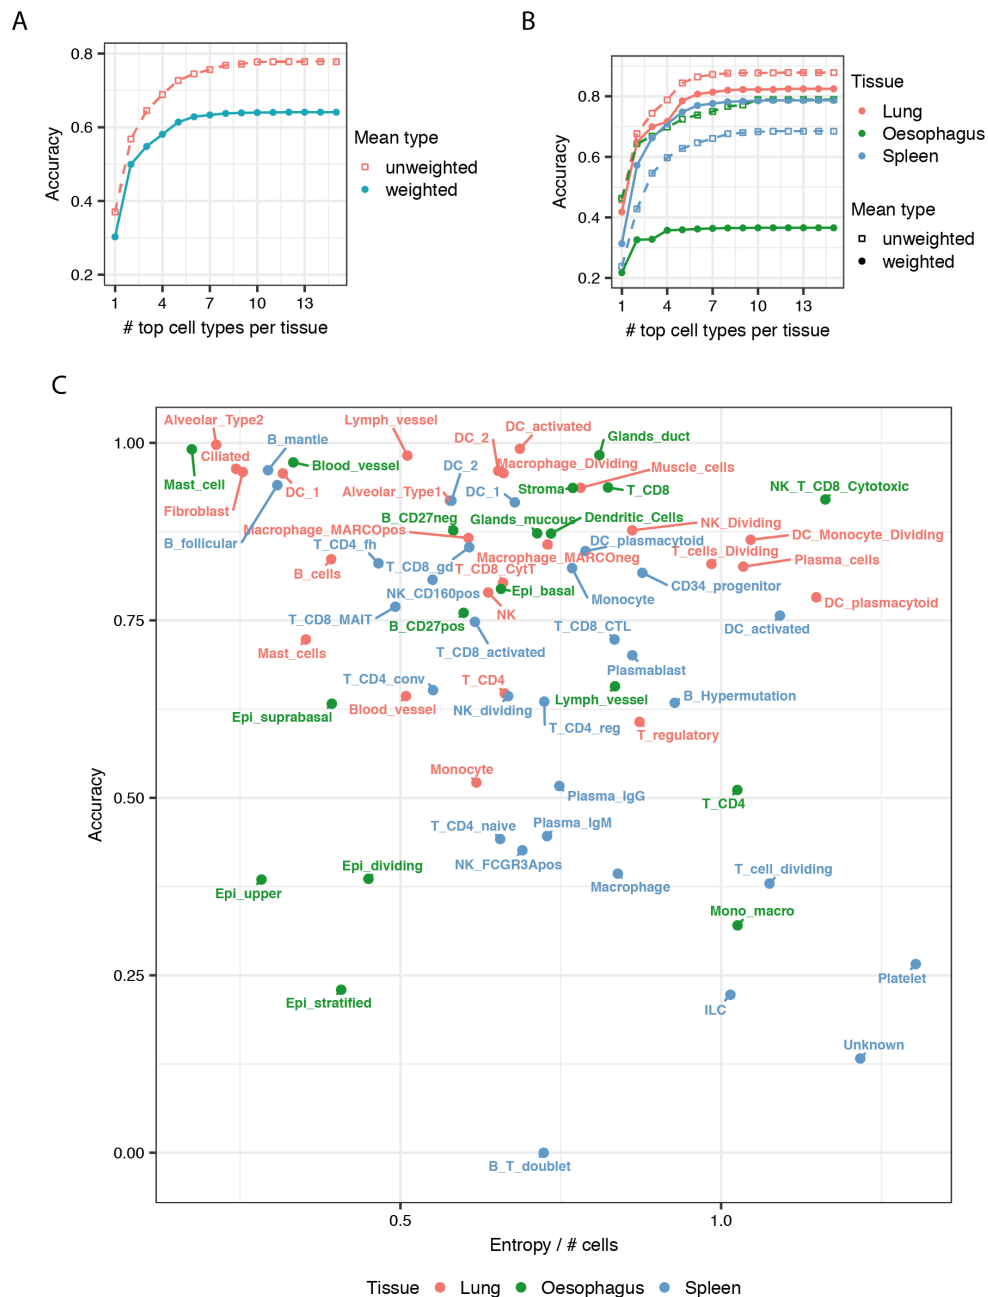 A
B
0.8
0.6
0.4
0.2
Accuracy
1
4
7
10
13
# top cell types per tissue
Mean type
unweighted
weighted
0.8
0.6
0.4
0.2
Accuracy
1
4
7
10
13
# top cell types per tissue
Tissue
Lung
Oesophagus
Spleen
Mean type
unweighted
weighted
C
Alveolar_Type2
Lymph_vessel
DC_activated
B_mantle
DC_2
Glands_duct
Ciliated
Blood_vessel
DC_2
Macrophage_Dividing
Muscle_cells
Mast_cell
DC_1
Alveolar_Type1
DC_1
Stroma
T_CD8
NK_T_CD8_Cytotoxic
Fibroblast
B_CD27neg
Glands_mucous
Dendritic_Cells
NK_Dividing
Macrophage_MARCOpos
DC_Monocyte_Dividing
B_follicular
T_CD4_fh
DC_plasmacytoid
T_cells_Dividing
Macrophage_MARCOneg
Plasma_cells
B_cells
T_CD8_gd
T_CD8_CytT
CD34_progenitor
NK_CD160pos
Epi_basal
Monocyte
DC_plasmacytoid
T_CD8_MAIT
NK
B_CD27pos
T_CD8_CTL
DC_activated
Mast_cells
T_CD8_activated
Plasmablast
T_CD4_conv
T_CD4
Lymph_vessel
B_Hypermutation
Epi_suprabasal
Blood_vessel
NK_dividing
T_CD4_reg
T_regulatory
Monocyte
Plasma_IgG
T_CD4
T_CD4_naive
Plasma_IgM
Epi_dividing
NK_FCGR3Apos
T_cell_dividing
Epi_upper
Macrophage
Mono_macro
Platelet
Epi_stratified
ILC
Unknown
B_T_doublet
1.00
0.75
0.50
0.25
0.00
Accuracy
0.5
1.0
Entropy / # cells
Tissue
Lung
Oesophagus
Spleen